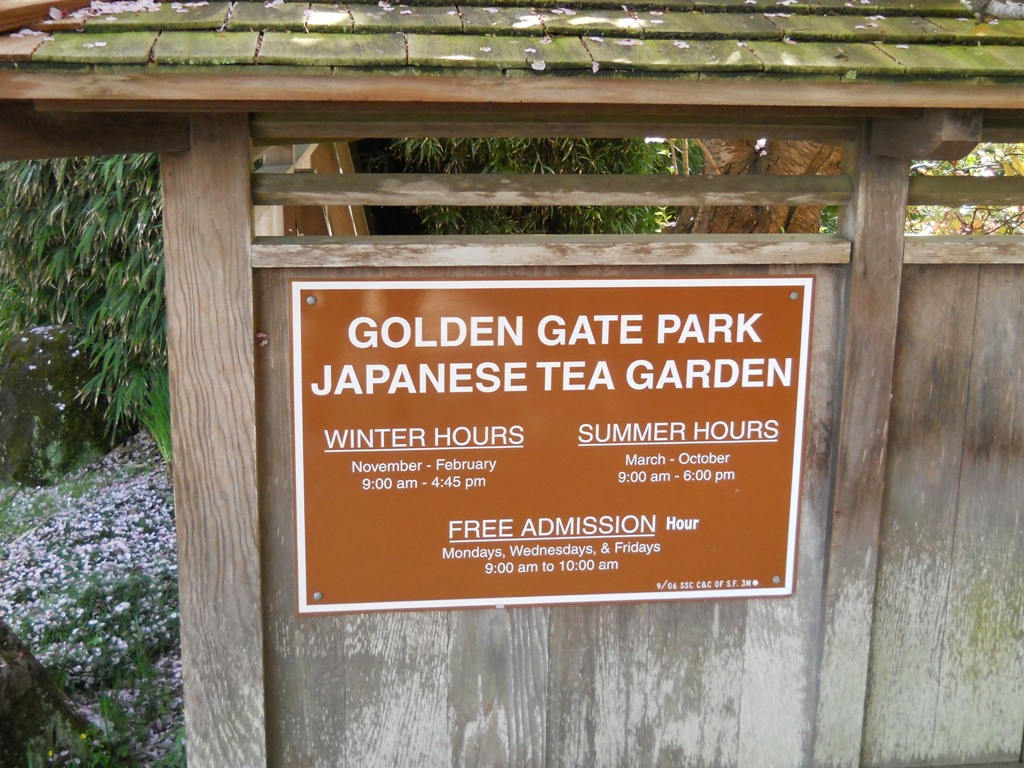 GOLDEN GATE PARK
JAPANESE TEA GARDEN
WINTER HOURS
November - February
9:00 am - 4:45 pm
SUMMER HOURS
March - October
9:00 am - 6:00 pm
FREE ADMISSION Hour
Mondays, Wednesdays, & Fridays
9:00 am to 10:00 am
9/06 SSC C&C OF S.F. 3M